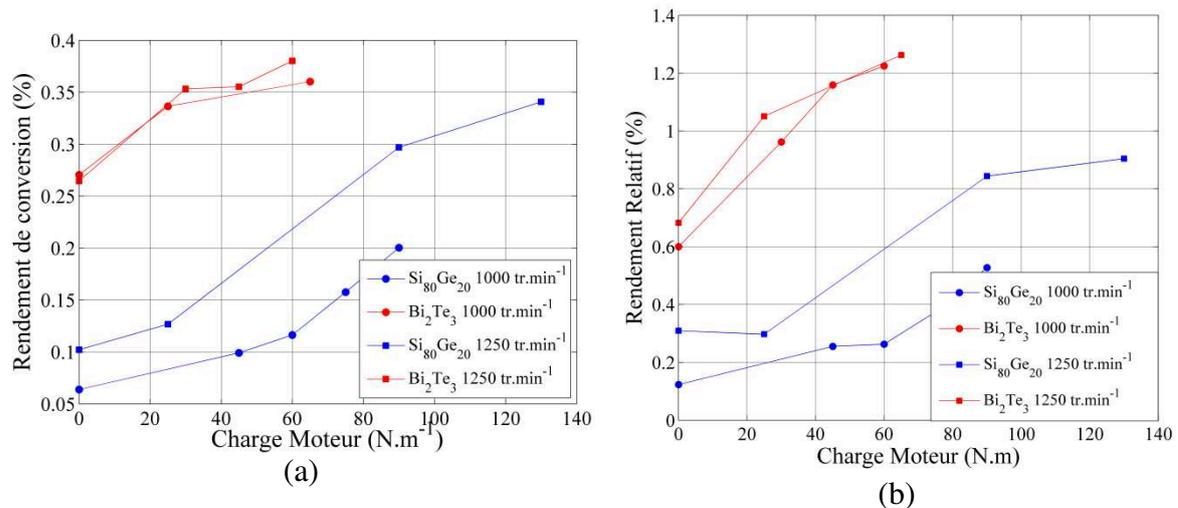 0.4
0.35
0.3
0.25
0.2
0.15
0.1
0.05
Rendement de conversion (%)
Si80Ge20 1000 tr.min-1
Bi2Te3 1000 tr.min-1
Si80Ge20 1250 tr.min-1
Bi2Te3 1250 tr.min-1
0 20 40 60 80 100 120 140
Charge Moteur (N.m-1)
(a)
1.4
1.2
1
0.8
0.6
0.4
0.2
0
Rendement Relatif (%)
Si80Ge20 1000 tr.min-1
Bi2Te3 1000 tr.min-1
Si80Ge20 1250 tr.min-1
Bi2Te3 1250 tr.min-1
0 20 40 60 80 100 120 140
Charge Moteur (N.m)
(b)